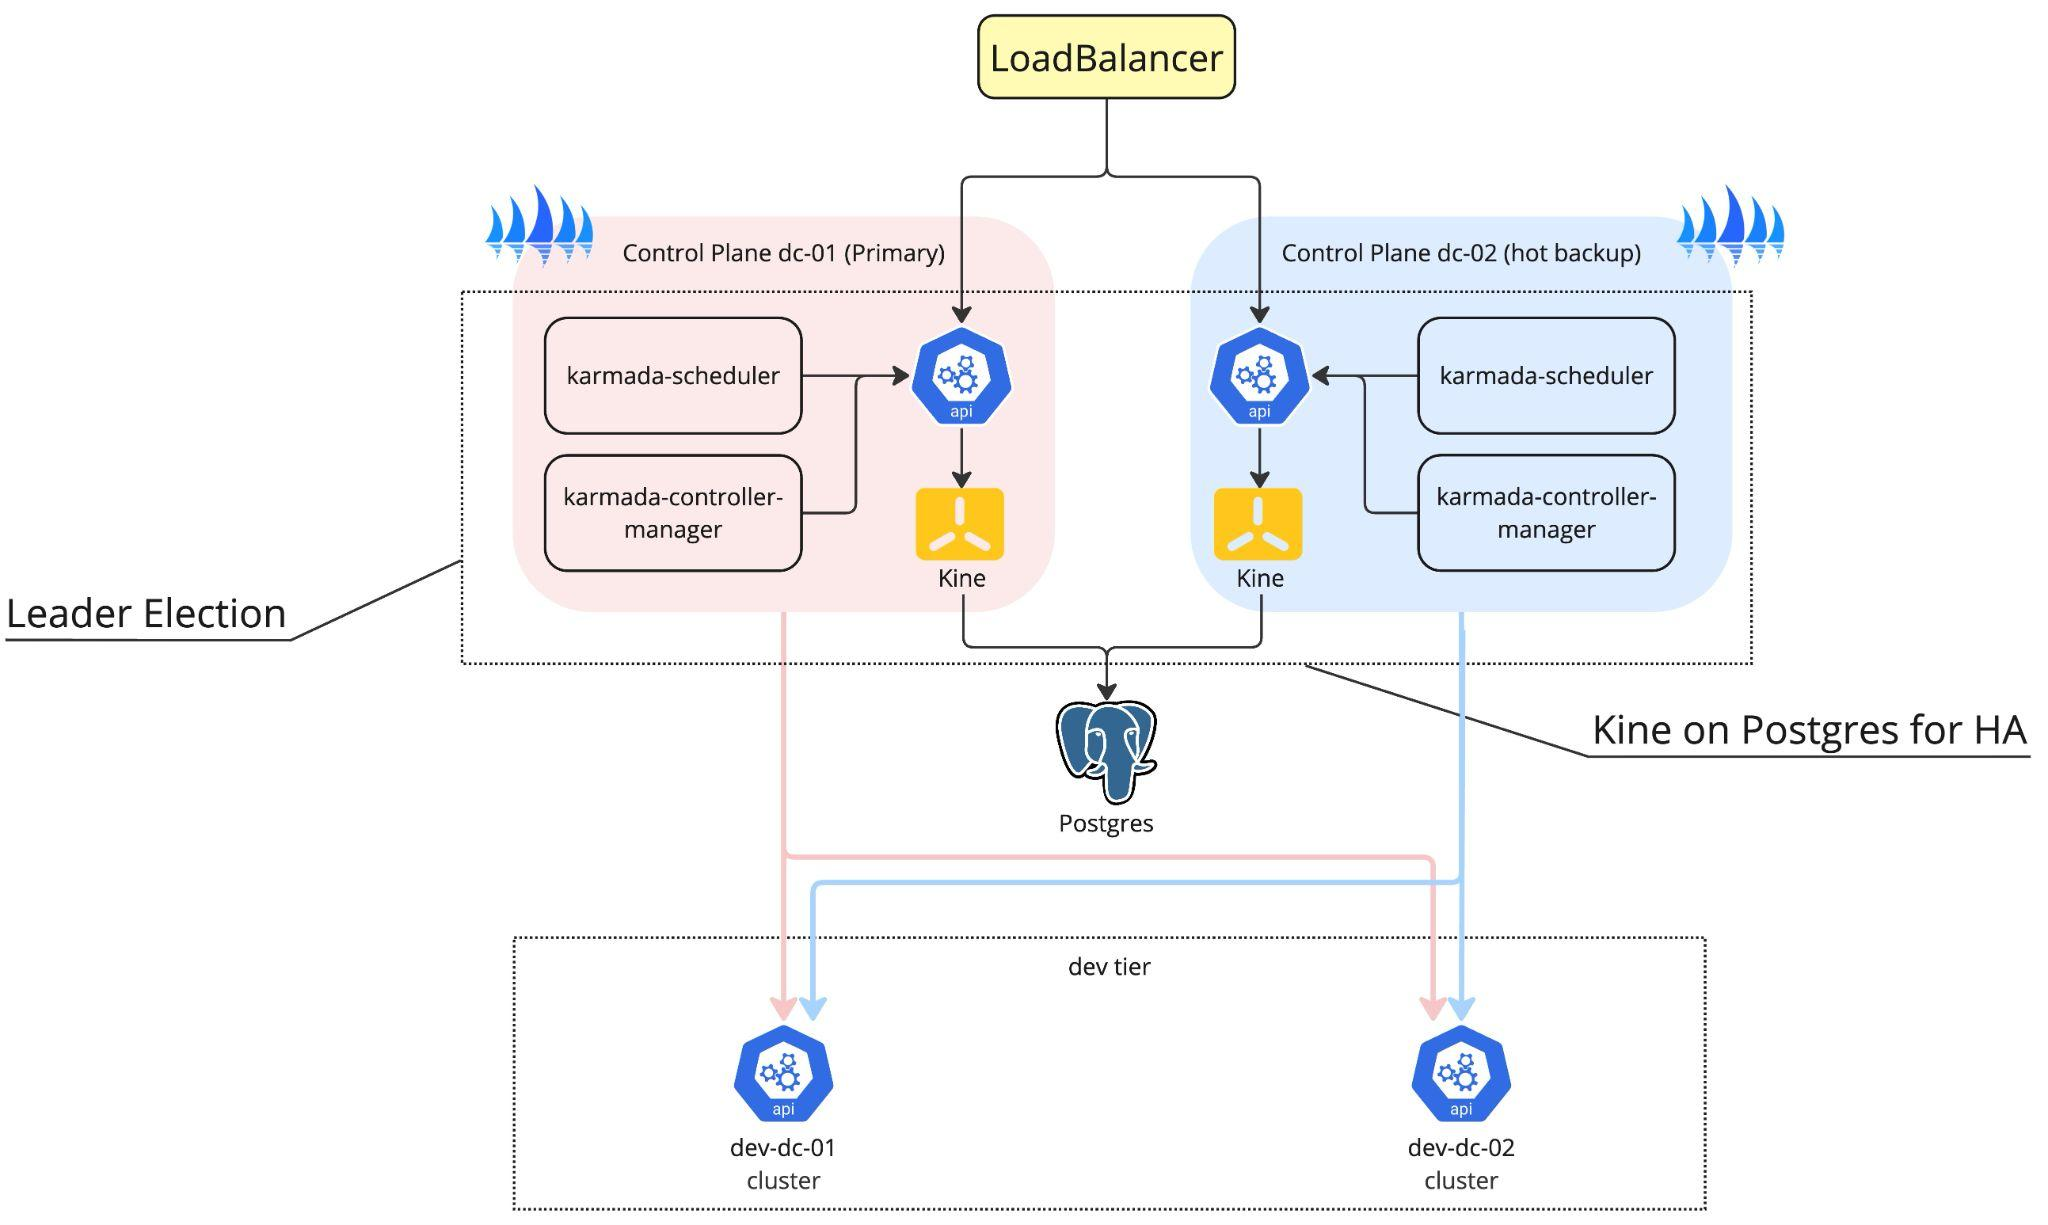 LoadBalancer
Control Plane dc-01 (Primary)
Control Plane dc-02 (hot backup)
karmada-scheduler
api
api
karmada-scheduler
karmada-controller-
manager
karmada-controller-
manager
Kine
Kine
Leader Election
Kine on Postgres for HA
Postgres
dev tier
api
api
dev-dc-01
cluster
dev-dc-02
cluster